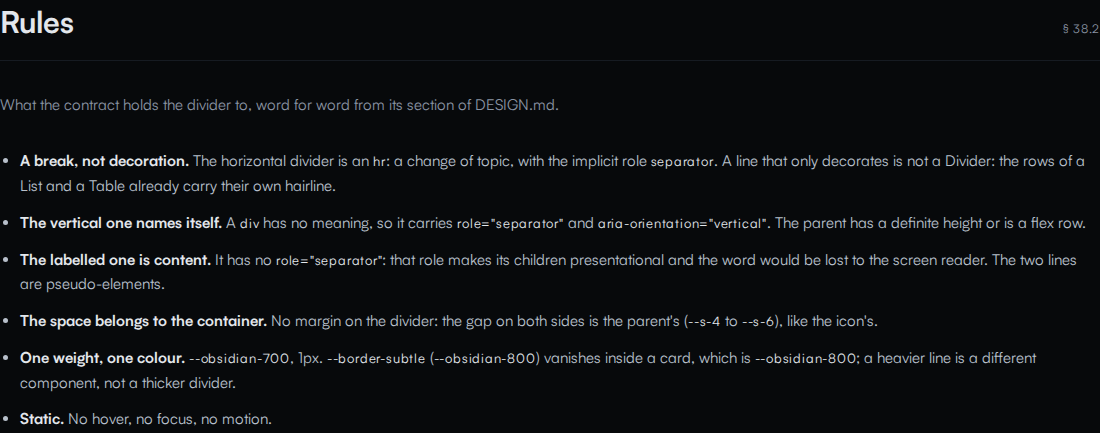 Rules
§ 38.2
What the contract holds the divider to, word for word from its section of DESIGN.md.
• A break, not decoration. The horizontal divider is an hr: a change of topic, with the implicit role separator. A line that only decorates is not a Divider: the rows of a
List and a Table already carry their own hairline.
• The vertical one names itself. A div has no meaning, so it carries role="separator" and aria-orientation="vertical". The parent has a definite height or is a flex row.
• The labelled one is content. It has no role="separator": that role makes its children presentational and the word would be lost to the screen reader. The two lines
are pseudo-elements.
• The space belongs to the container. No margin on the divider: the gap on both sides is the parent's (--s-4 to --s-6), like the icon's.
• One weight, one colour. --obsidian-700, 1px. --border-subtle (--obsidian-800) vanishes inside a card, which is --obsidian-800; a heavier line is a different
component, not a thicker divider.
• Static. No hover, no focus, no motion.